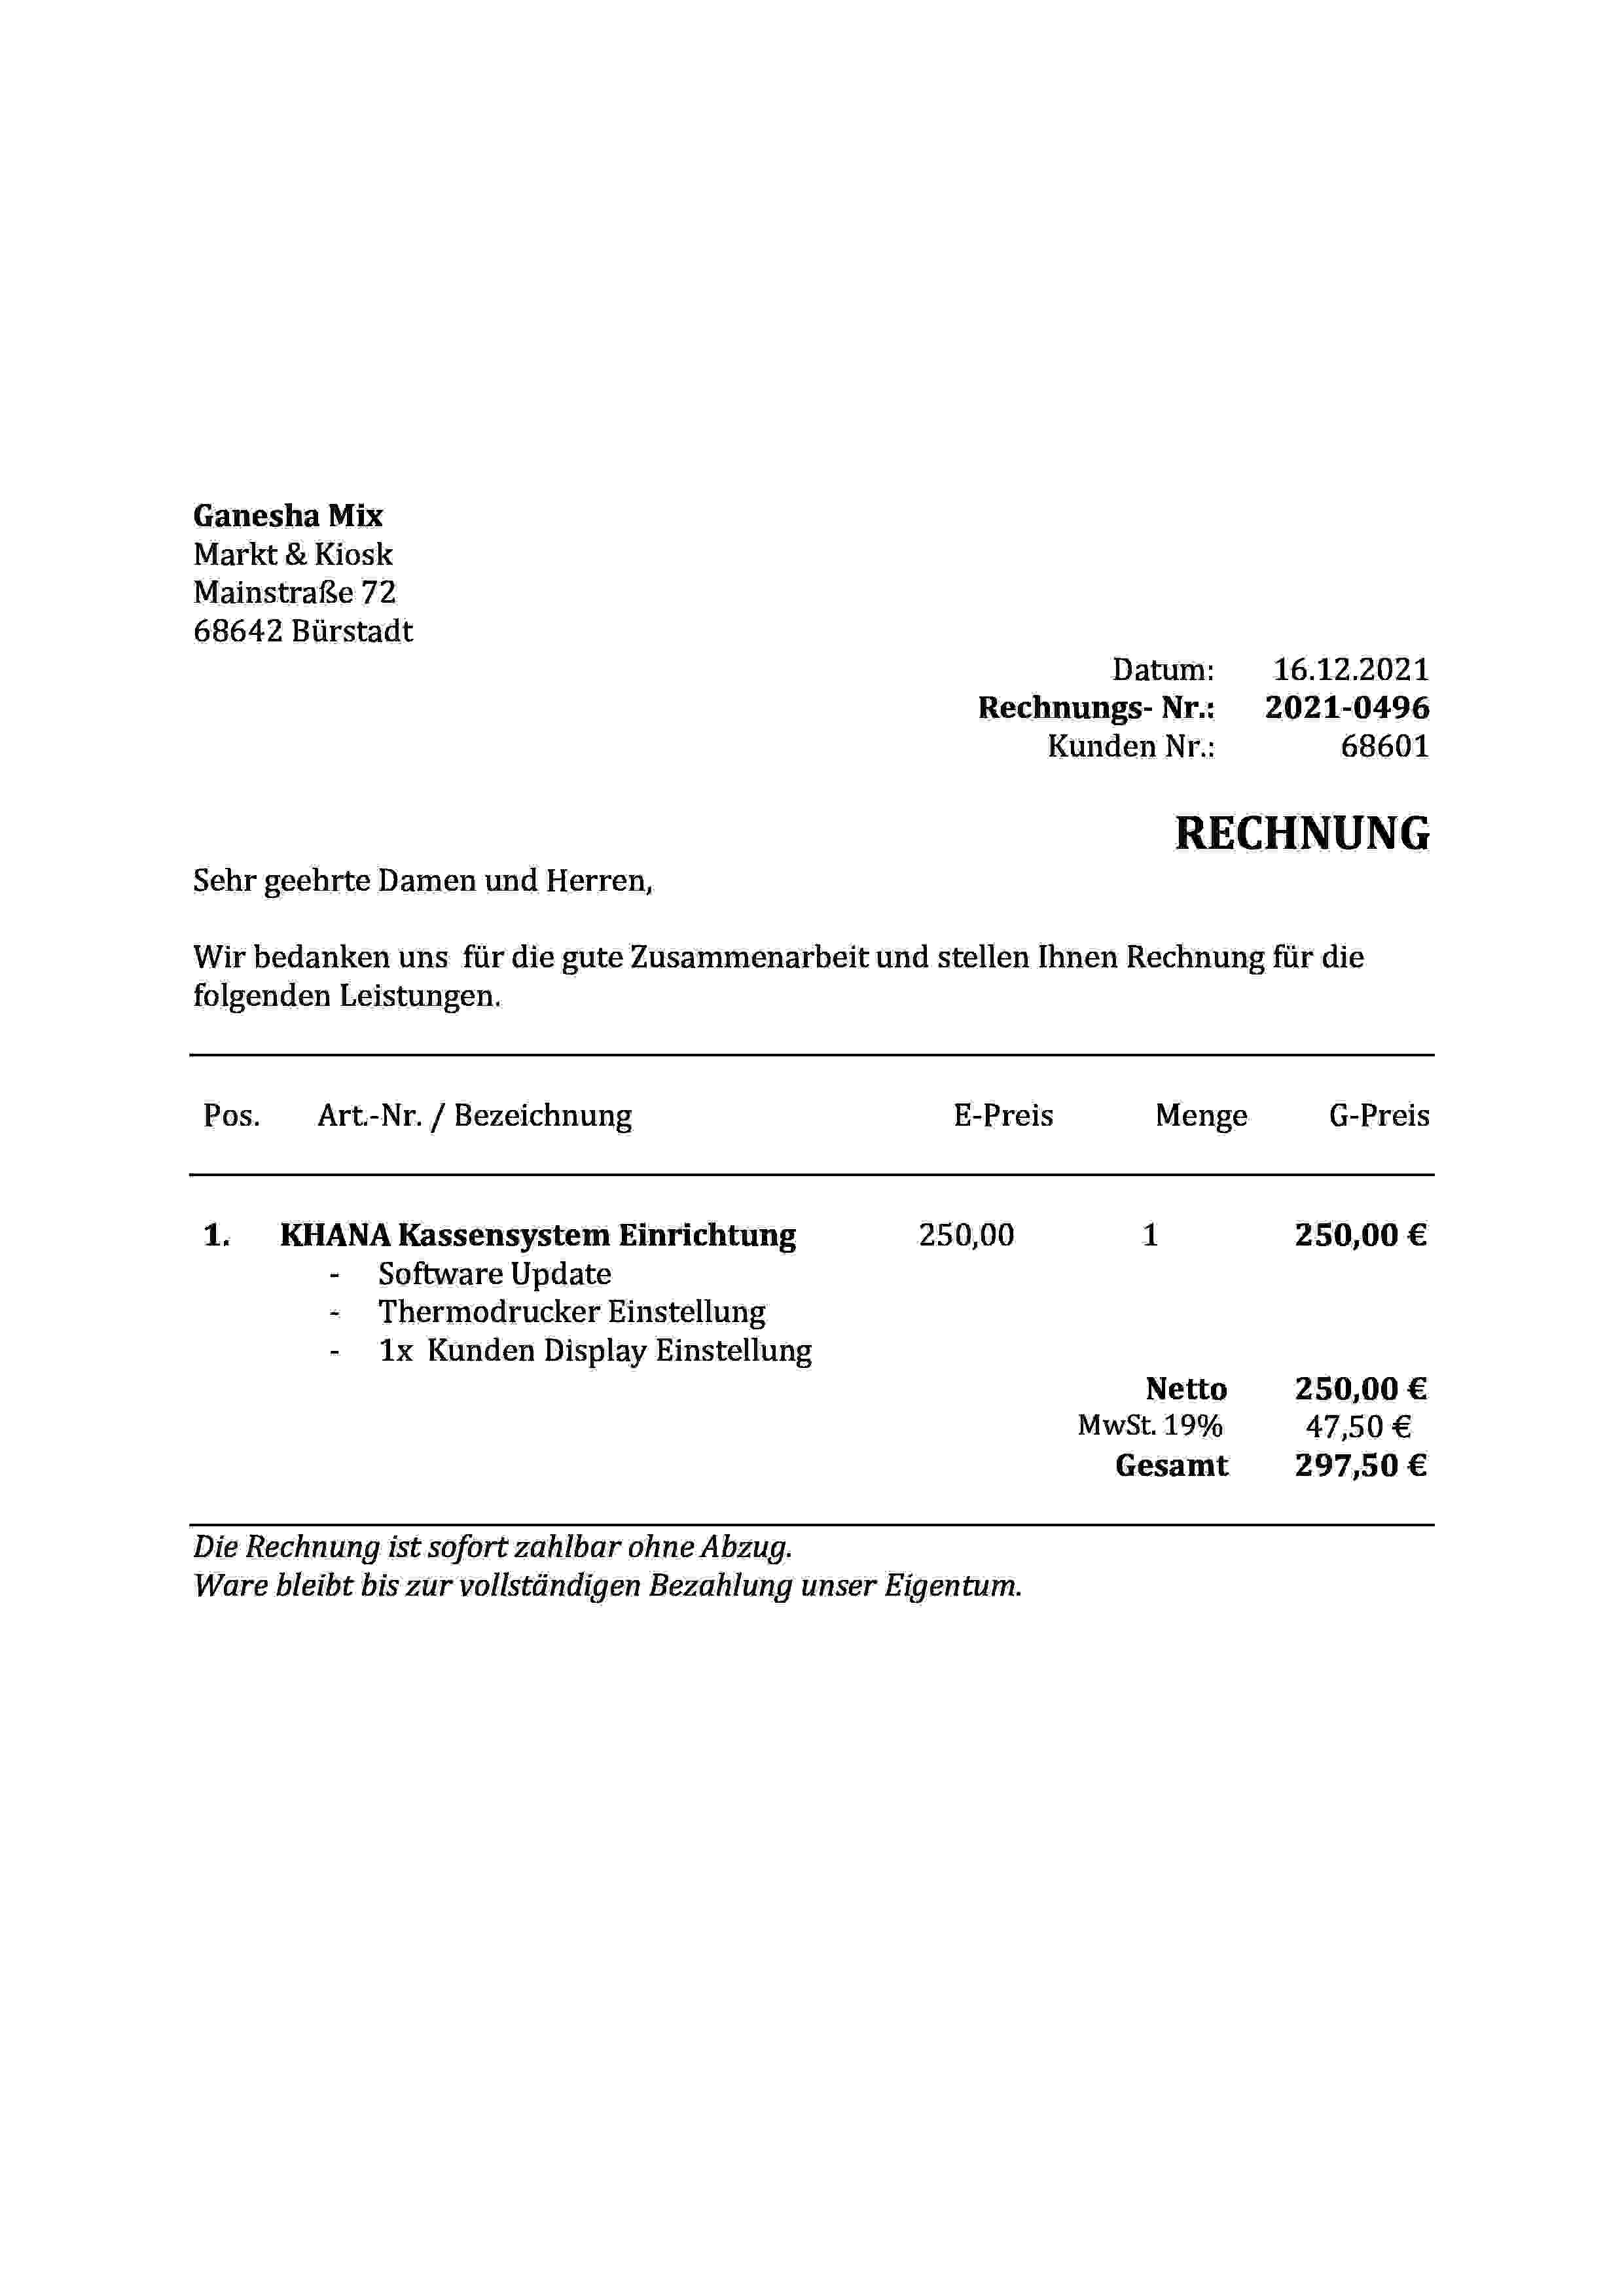 Ganesha Mix
Markt & Kiosk
Mainstraße 72
68642 Bürstadt
Datum: 16.12.2021
Rechnungs- Nr.: 2021-0496
Kunden Nr.: 68601
RECHNUNG
Sehr geehrte Damen und Herren,
Wir bedanken uns  für die gute Zusammenarbeit und stellen Ihnen Rechnung für die
folgenden Leistungen.
Pos. Art.-Nr. / Bezeichnung E-Preis Menge G-Preis
1. KHANA Kassensystem Einrichtung 250,00 1 250,00 €
- Software Update
- Thermodrucker Einstellung
- 1x  Kunden Display Einstellung
Netto 250,00 €
MwSt. 19% 47,50 €
Gesamt 297,50 €
Die Rechnung ist sofort zahlbar ohne Abzug.
Ware bleibt bis zur vollständigen Bezahlung unser Eigentum.